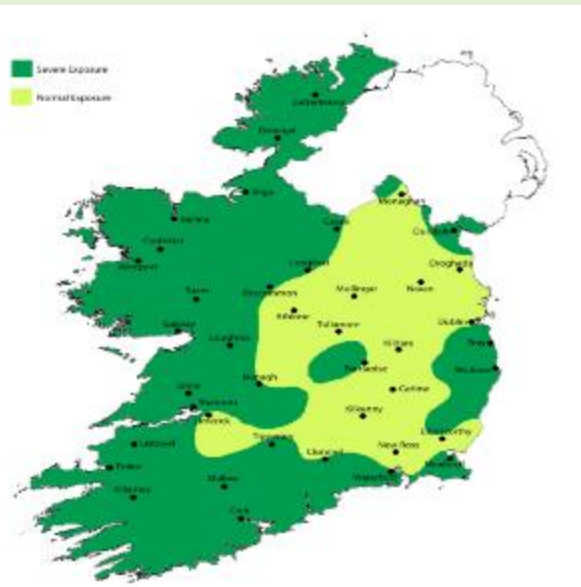 Severe Exposure
Normal Exposure
Letterkenny
Donegal
Sligo
Monaghan
Ballina
Cavan
Dundalk
Castlebar
Westport
Longford
Drogheda
Roscommon
Mullingar
Navan
Tuam
Athlone
Tullamore
Dublin
Galway
Loughrea
Kildare
Bray
Portlaoise
Wicklow
Nenagh
Ennis
Carlow
Shannon
Limerick
Kilkenny
Enniscorthy
Listowel
Tipperary
New Ross
Clonmel
Wexford
Tralee
Waterford
Mallow
Killarney
Cork